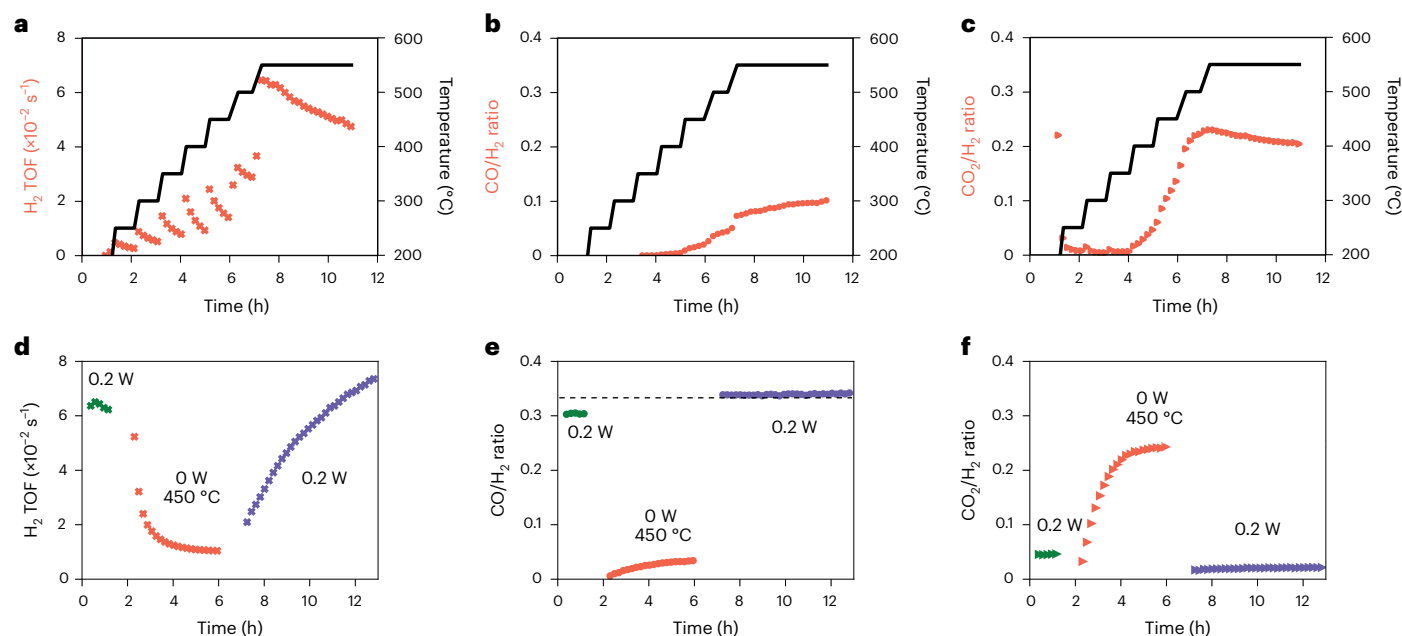 a
8
6
4
2
0
H₂ TOF (×10⁻² s⁻¹)
600
500
400
300
200
Temperature (°C)
0 2 4 6 8 10 12
Time (h)
b
0.4
0.3
0.2
0.1
0
CO/H₂ ratio
600
500
400
300
200
Temperature (°C)
0 2 4 6 8 10 12
Time (h)
c
0.4
0.3
0.2
0.1
0
CO₂/H₂ ratio
600
500
400
300
200
Temperature (°C)
0 2 4 6 8 10 12
Time (h)
d
8
6
4
2
0
H₂ TOF (×10⁻² s⁻¹)
0.2 W
0 W
450 °C
0.2 W
0 2 4 6 8 10 12
Time (h)
e
0.4
0.3
0.2
0.1
0
CO/H₂ ratio
0.2 W
0.2 W
0 W
450 °C
0 2 4 6 8 10 12
Time (h)
f
0.4
0.3
0.2
0.1
0
CO₂/H₂ ratio
0 W
450 °C
0.2 W
0.2 W
0 2 4 6 8 10 12
Time (h)